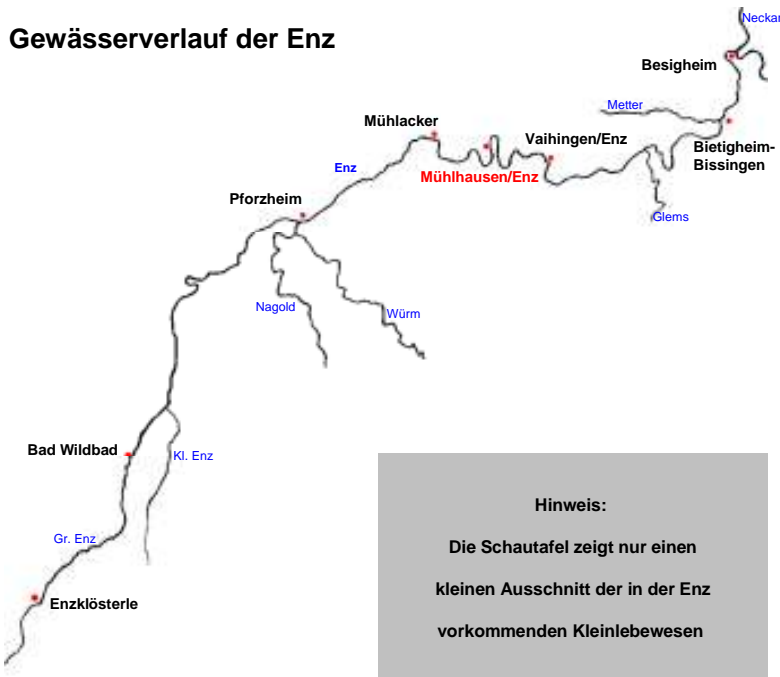 Gewässerverlauf der Enz
Neckar
Besigheim
Metter
Mühlacker
Vaihingen/Enz
Bietigheim-
Bissingen
Enz
Mühlhausen/Enz
Pforzheim
Glems
Nagold
Würm
Bad Wildbad
Kl. Enz
Gr. Enz
Enzklösterle
Hinweis:
Die Schautafel zeigt nur einen
kleinen Ausschnitt der in der Enz
vorkommenden Kleinlebewesen